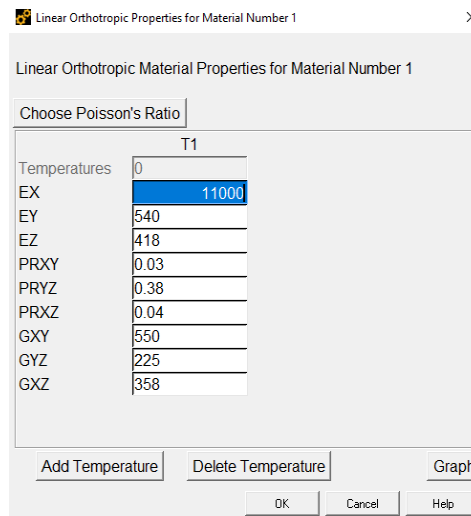 Linear Orthotropic Properties for Material Number 1
Linear Orthotropic Material Properties for Material Number 1
Choose Poisson's Ratio
T1
Temperatures 0
EX 11000
EY 540
EZ 418
PRXY 0.03
PRYZ 0.38
PRXZ 0.04
GXY 550
GYZ 225
GXZ 358
Add Temperature Delete Temperature Graph
OK Cancel Help